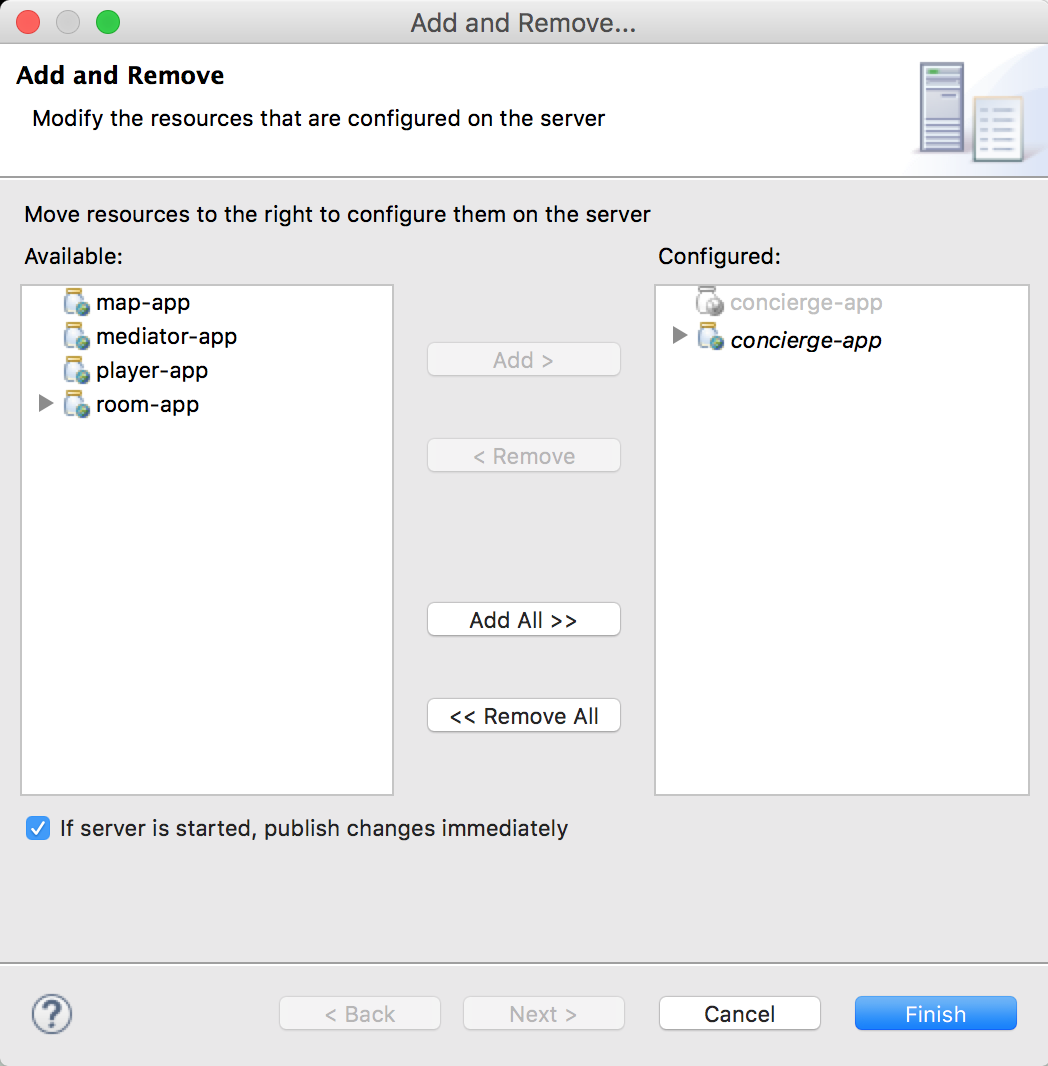 Add and Remove...
Add and Remove
Modify the resources that are configured on the server
Move resources to the right to configure them on the server
Available:
map-app
mediator-app
player-app
room-app
Add >
< Remove
Add All >>
<< Remove All
Configured:
concierge-app
concierge-app
If server is started, publish changes immediately
?
< Back
Next >
Cancel
Finish